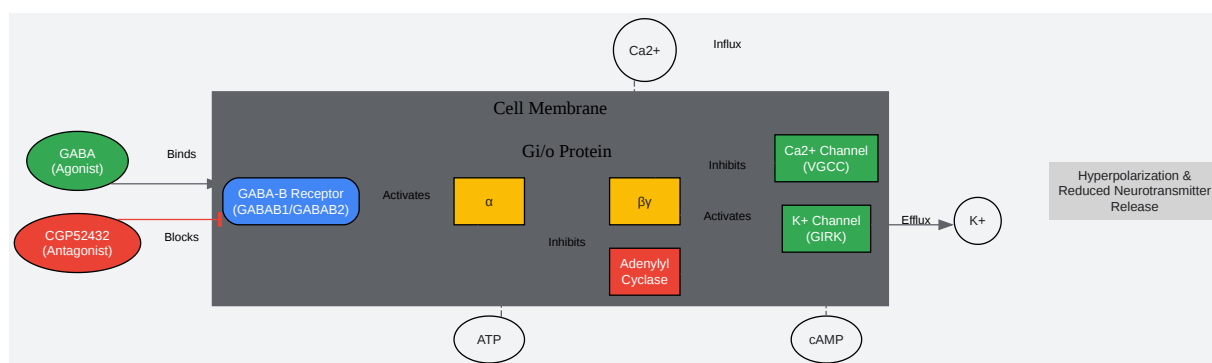 Ca2+
Influx
Cell Membrane
Gi/o Protein
GABA
(Agonist)
Binds
Inhibits
Ca2+ Channel
(VGCC)
Hyperpolarization &
Reduced Neurotransmitter
Release
GABA-B Receptor
(GABAB1/GABAB2)
Activates
α
βγ
Activates
K+ Channel
(GIRK)
Efflux
K+
CGP52432
(Antagonist)
Blocks
Inhibits
Adenylyl
Cyclase
ATP
cAMP